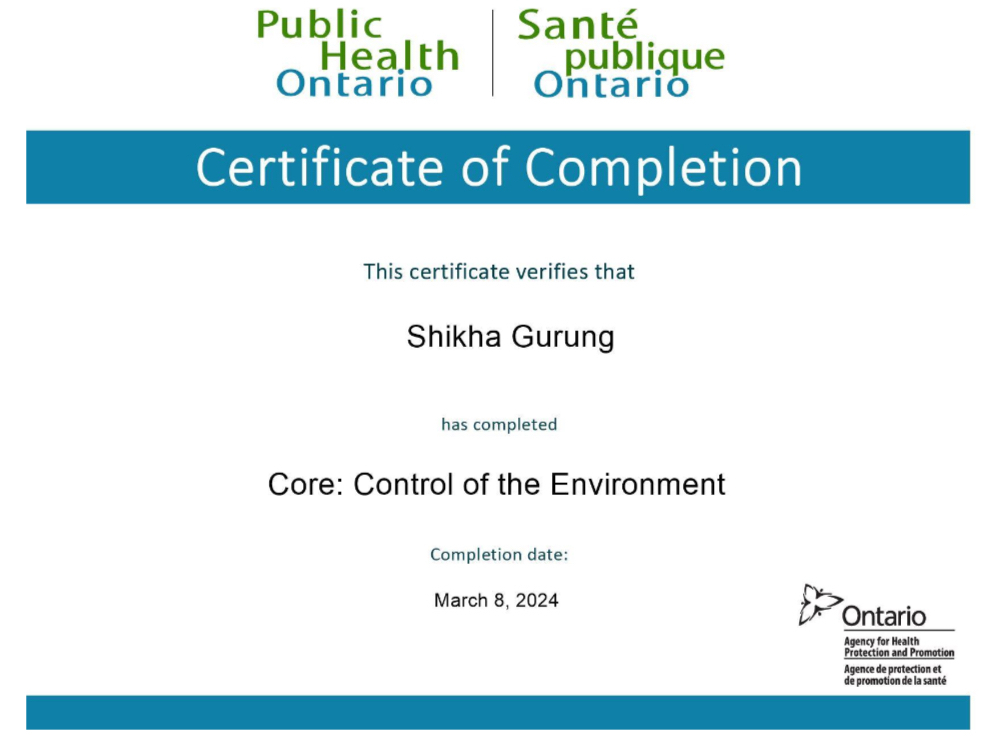 Public
Health
Ontario
Santé
publique
Ontario
Certificate of Completion
This certificate verifies that
Shikha Gurung
has completed
Core: Control of the Environment
Completion date:
March 8, 2024
Ontario
Agency for Health
Protection and Promotion
Agence de protection et
de promotion de la santé